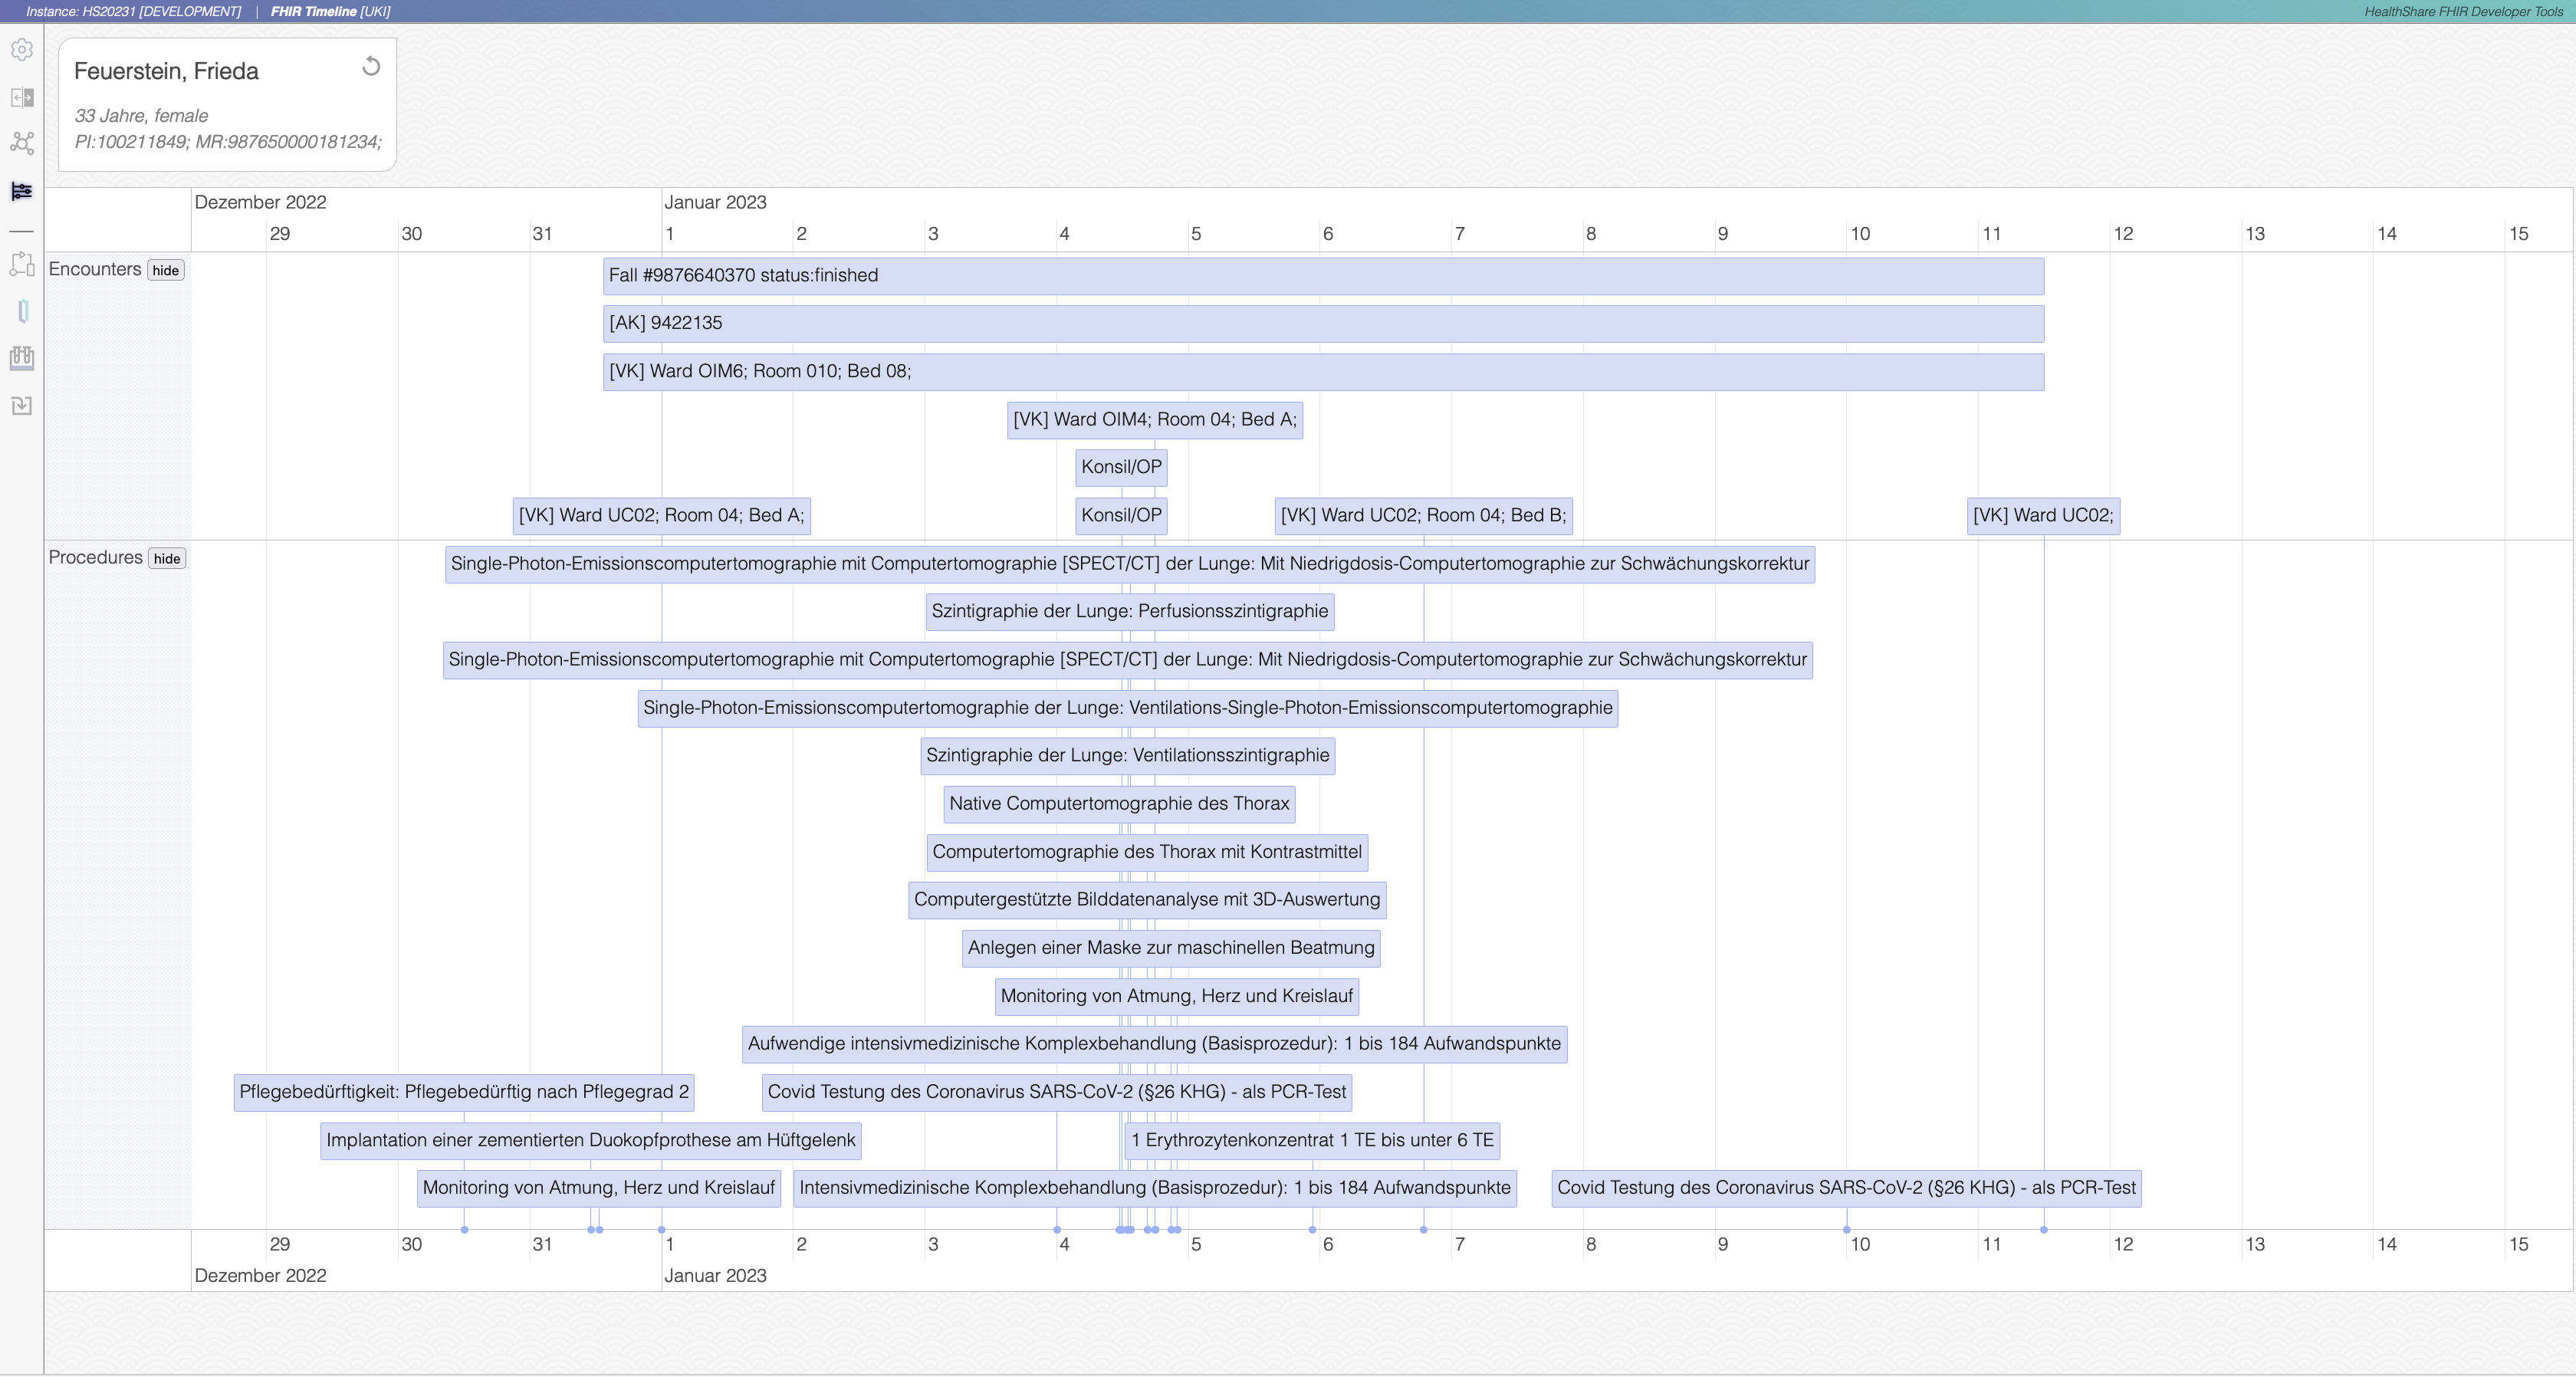 Instance: HS20231 [DEVELOPMENT] | FHIR Timeline [UKI]
HealthShare FHIR Developer Tools
Feuerstein, Frieda
33 Jahre, female
PI:100211849; MR:987650000181234;
Dezember 2022 Januar 2023
29 30 31 1 2 3 4 5 6 7 8 9 10 11 12 13 14 15
Encounters hide
Fall #9876640370 status:finished
[AK] 9422135
[VK] Ward OIM6; Room 010; Bed 08;
[VK] Ward OIM4; Room 04; Bed A;
Konsil/OP
[VK] Ward UC02; Room 04; Bed A; Konsil/OP [VK] Ward UC02; Room 04; Bed B; [VK] Ward UC02;
Procedures hide
Single-Photon-Emissionscomputertomographie mit Computertomographie [SPECT/CT] der Lunge: Mit Niedrigdosis-Computertomographie zur Schwächungskorrektur
Szintigraphie der Lunge: Perfusionsszintigraphie
Single-Photon-Emissionscomputertomographie mit Computertomographie [SPECT/CT] der Lunge: Mit Niedrigdosis-Computertomographie zur Schwächungskorrektur
Single-Photon-Emissionscomputertomographie der Lunge: Ventilations-Single-Photon-Emissionscomputertomographie
Szintigraphie der Lunge: Ventilationsszintigraphie
Native Computertomographie des Thorax
Computertomographie des Thorax mit Kontrastmittel
Computergestützte Bilddatenanalyse mit 3D-Auswertung
Anlegen einer Maske zur maschinellen Beatmung
Monitoring von Atmung, Herz und Kreislauf
Aufwendige intensivmedizinische Komplexbehandlung (Basisprozedur): 1 bis 184 Aufwandspunkte
Pflegebedürftigkeit: Pflegebedürftig nach Pflegegrad 2 Covid Testung des Coronavirus SARS-CoV-2 (§26 KHG) - als PCR-Test
Implantation einer zementierten Duokopfprothese am Hüftgelenk 1 Erythrozytenkonzentrat 1 TE bis unter 6 TE
Monitoring von Atmung, Herz und Kreislauf Intensivmedizinische Komplexbehandlung (Basisprozedur): 1 bis 184 Aufwandspunkte Covid Testung des Coronavirus SARS-CoV-2 (§26 KHG) - als PCR-Test
29 30 31 1 2 3 4 5 6 7 8 9 10 11 12 13 14 15
Dezember 2022 Januar 2023